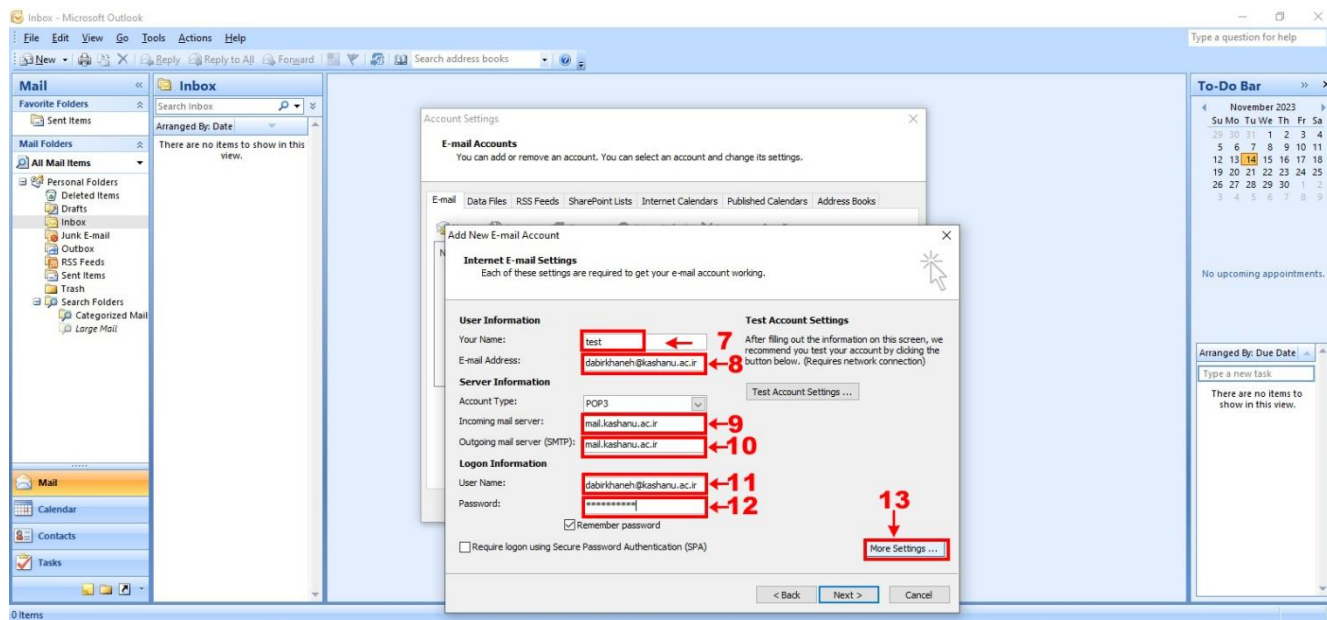 Inbox - Microsoft Outlook
File Edit View Go Tools Actions Help
Type a question for help
New Reply Reply to All Forward Search address books
Mail «
Favorite Folders
Sent Items
Mail Folders
All Mail Items
Personal Folders
Deleted Items
Drafts
Inbox
Junk E-mail
Outbox
RSS Feeds
Sent Items
Trash
Search Folders
Categorized Mail
Large Mail
Mail
Calendar
Contacts
Tasks
0 Items
Inbox
Search Inbox
Arranged By: Date
There are no items to show in this
view.
Account Settings
E-mail Accounts
You can add or remove an account. You can select an account and change its settings.
E-mail Data Files RSS Feeds SharePoint Lists Internet Calendars Published Calendars Address Books
Add New E-mail Account
Internet E-mail Settings
Each of these settings are required to get your e-mail account working.
User Information
Your Name: test 7
E-mail Address: dabirkhaneh@kashanu.ac.ir 8
Server Information
Account Type: POP3
Incoming mail server: mail.kashanu.ac.ir 9
Outgoing mail server (SMTP): mail.kashanu.ac.ir 10
Logon Information
User Name: dabirkhaneh@kashanu.ac.ir 11
Password: ********** 12
Remember password
Require logon using Secure Password Authentication (SPA)
Test Account Settings
After filling out the information on this screen, we
recommend you test your account by clicking the
button below. (Requires network connection)
Test Account Settings ...
13
More Settings ...
< Back Next > Cancel
To-Do Bar »
November 2023
Su Mo Tu We Th Fr Sa
29 30 31 1 2 3 4
5 6 7 8 9 10 11
12 13 14 15 16 17 18
19 20 21 22 23 24 25
26 27 28 29 30 1 2
3 4 5 6 7 8 9
No upcoming appointments.
Arranged By: Due Date
Type a new task
There are no items to
show in this view.